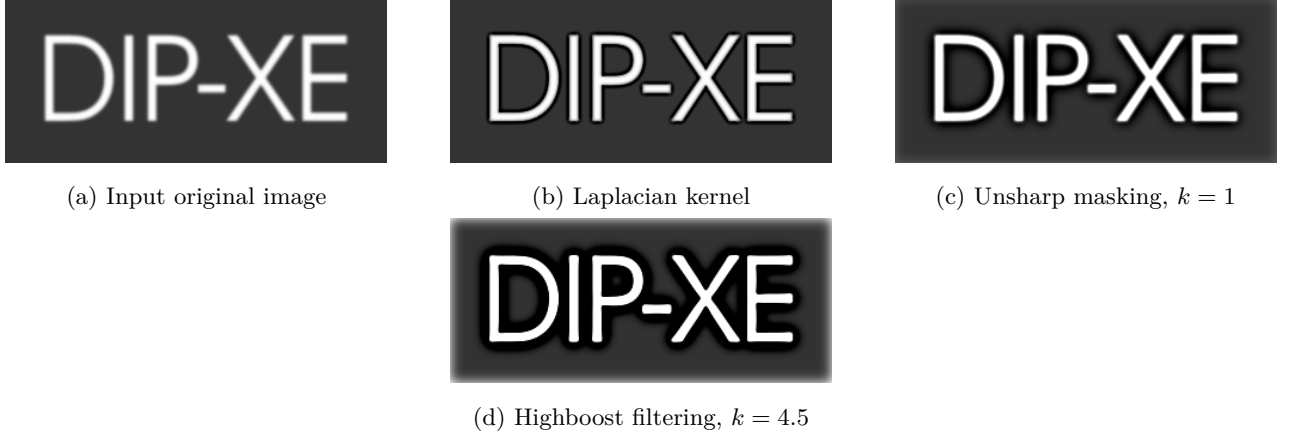 DIP-XE
DIP-XE
DIP-XE
(a) Input original image
(b) Laplacian kernel
(c) Unsharp masking, k = 1
DIP-XE
(d) Highboost filtering, k = 4.5